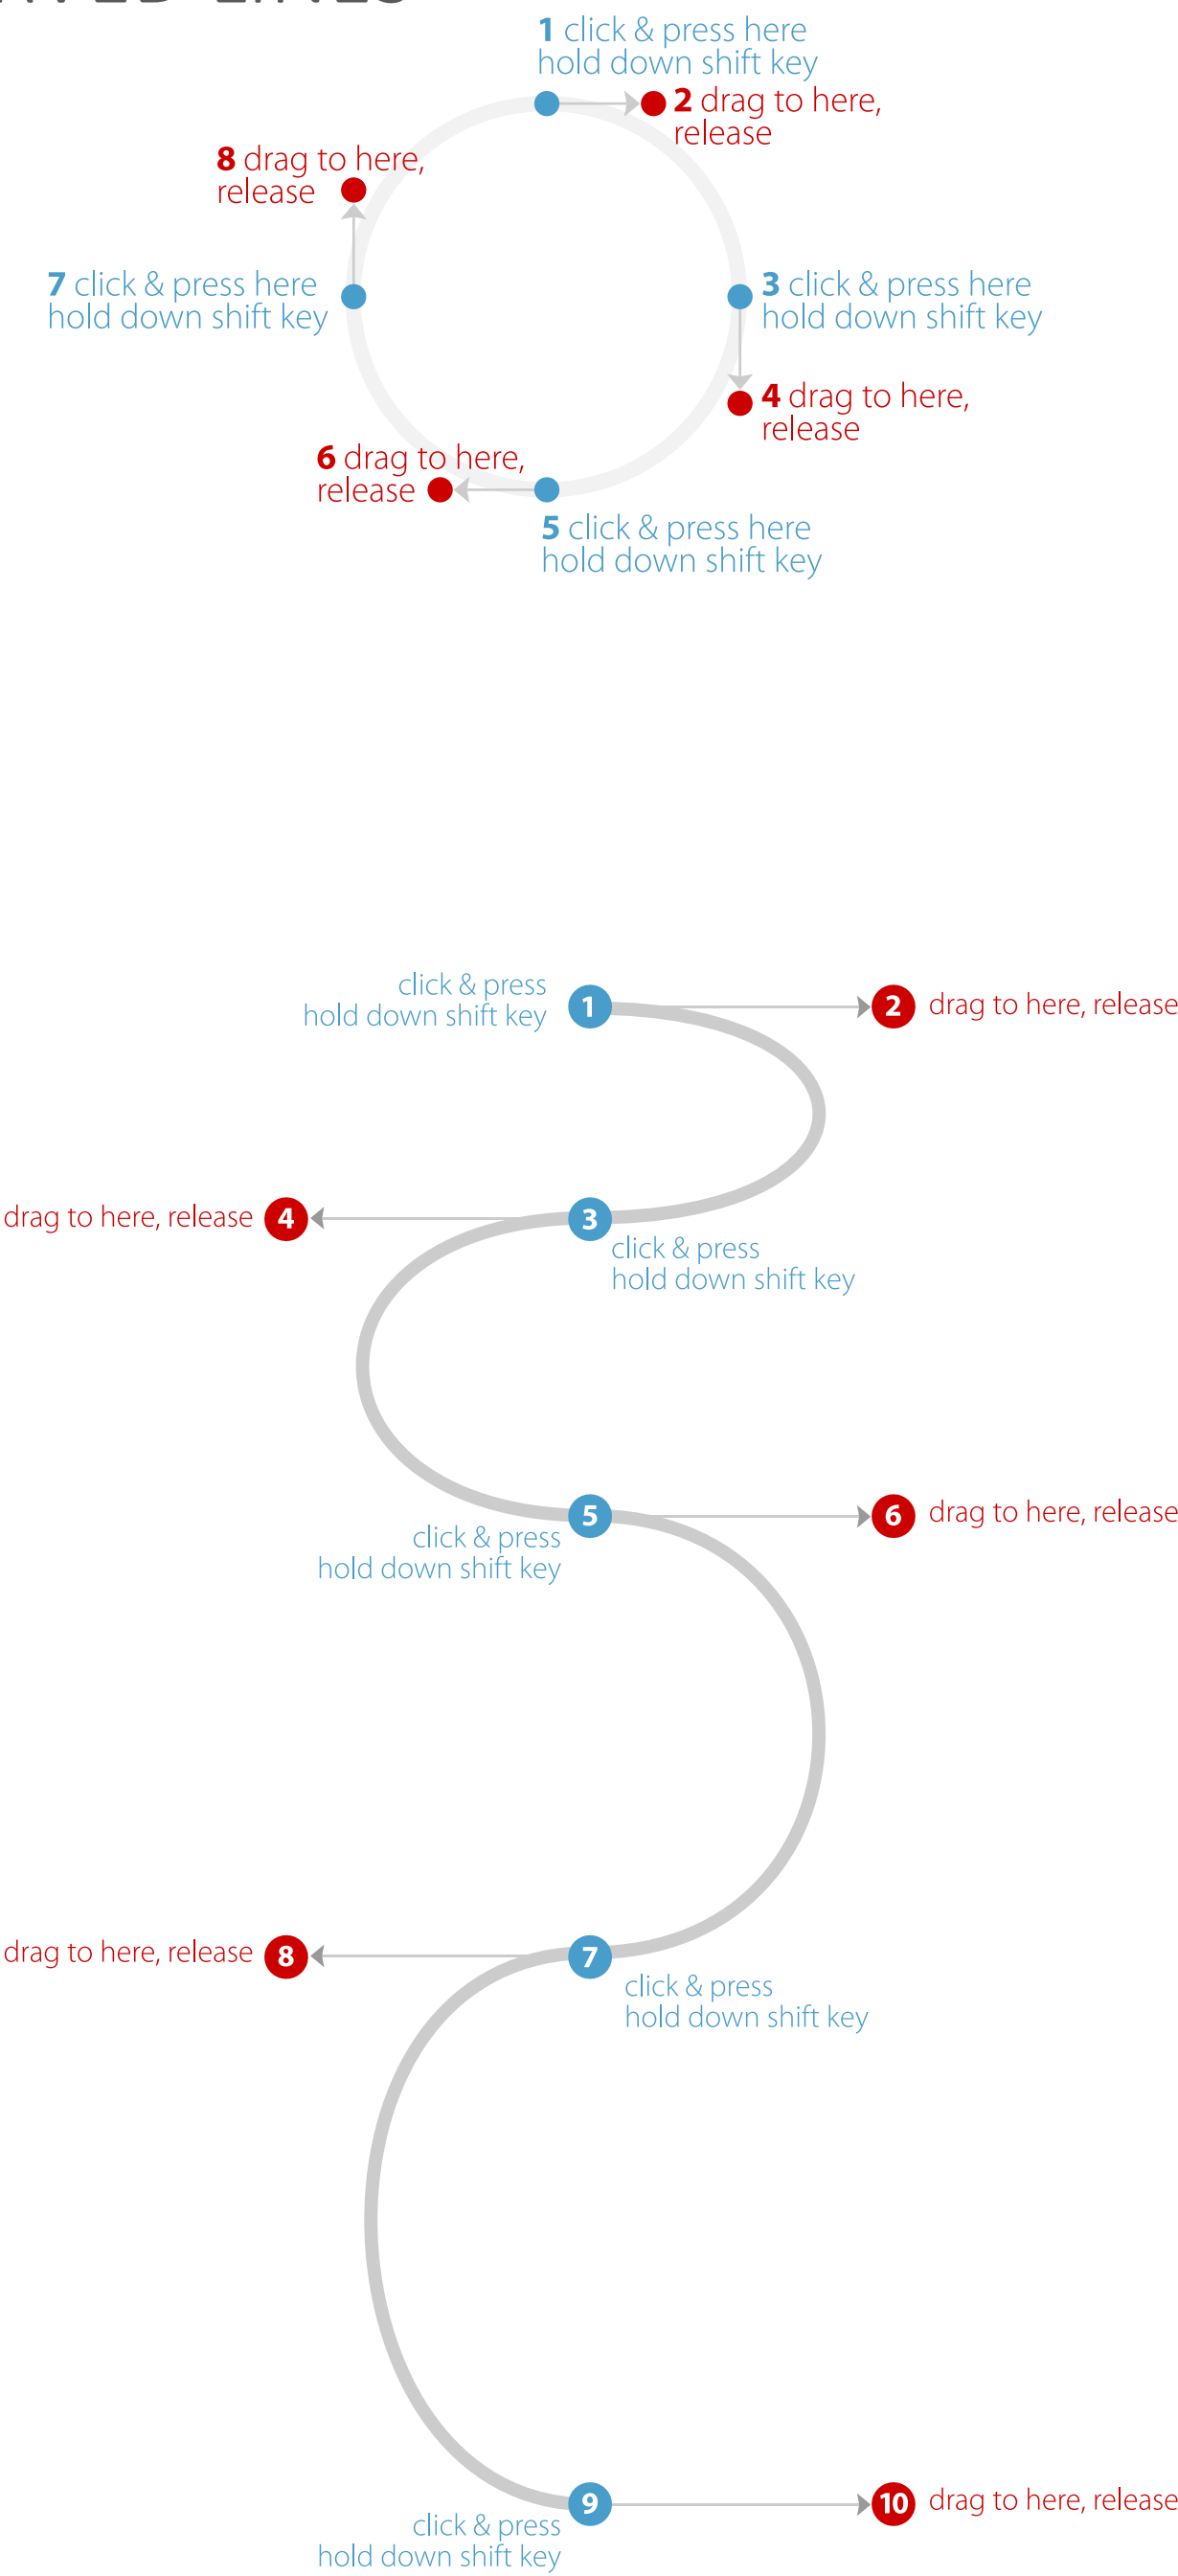 LINES
1 click & press here
hold down shift key
2 drag to here,
release
8 drag to here,
release
7 click & press here
hold down shift key
3 click & press here
hold down shift key
4 drag to here,
release
6 drag to here,
release
5 click & press here
hold down shift key
click & press
hold down shift key
1
2 drag to here, release
drag to here, release 4
3
click & press
hold down shift key
5
6 drag to here, release
click & press
hold down shift key
drag to here, release 8
7
click & press
hold down shift key
9
10 drag to here, release
click & press
hold down shift key